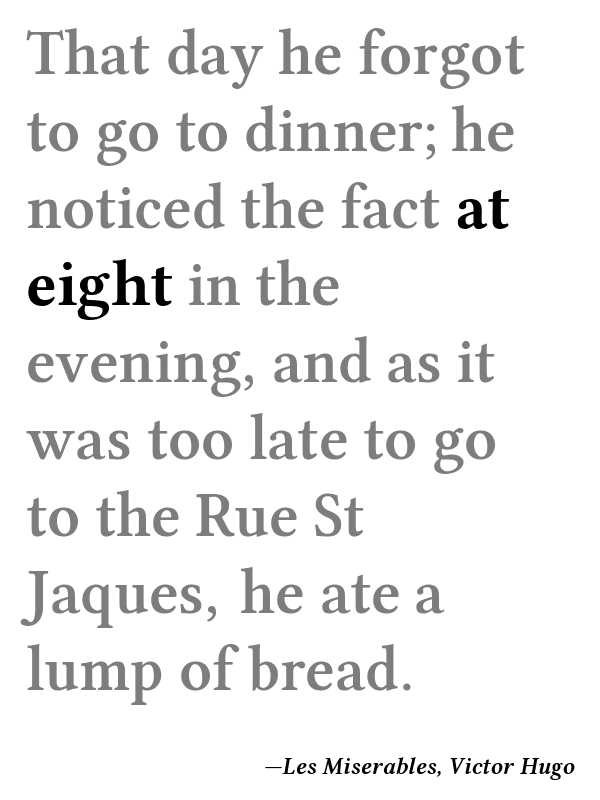 That day he forgot
to go to dinner; he
noticed the fact at
eight in the
evening, and as it
was too late to go
to the Rue St
Jaques, he ate a
lump of bread.
—Les Miserables, Victor Hugo